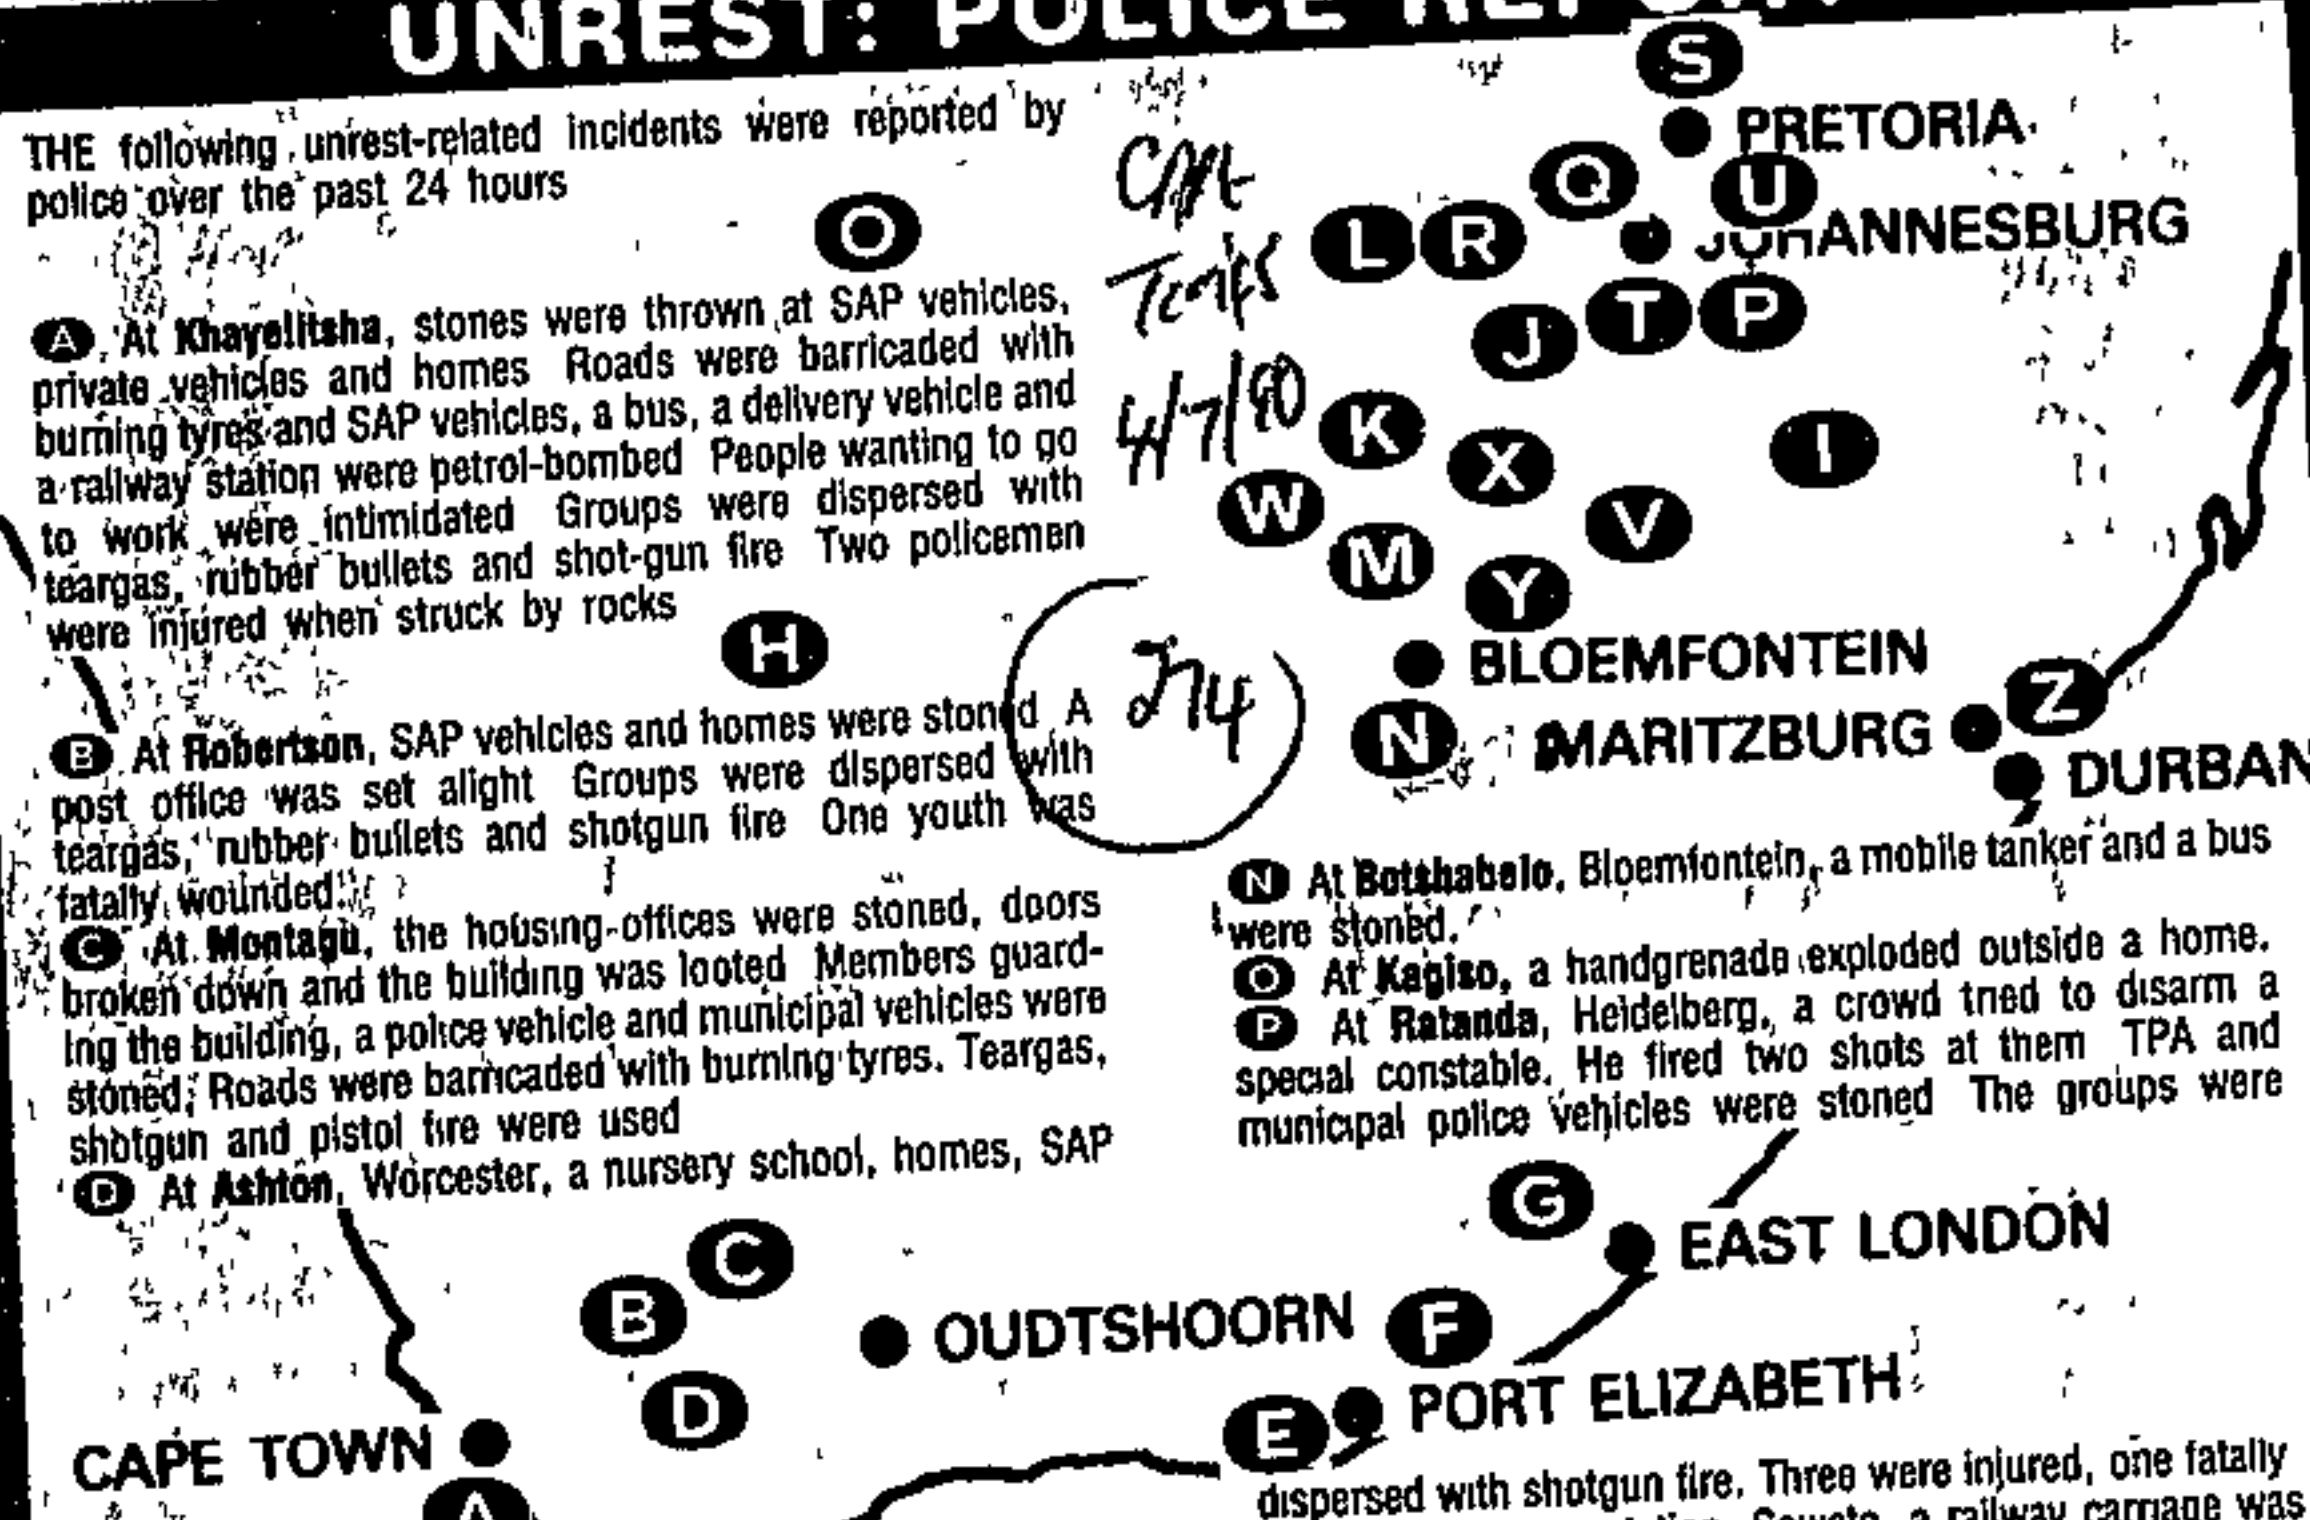 UNREST: POLICE REPORT
THE following unrest-related incidents were reported by
police over the past 24 hours
O
A At Khayelitsha, stones were thrown at SAP vehicles,
private vehicles and homes Roads were barricaded with
burning tyres and SAP vehicles, a bus, a delivery vehicle and
a railway station were petrol-bombed People wanting to go
to work were intimidated Groups were dispersed with
teargas, rubber bullets and shot-gun fire Two policemen
were injured when struck by rocks
H
B At Robertson, SAP vehicles and homes were stoned A
post office was set alight Groups were dispersed with
teargas, rubber bullets and shotgun fire One youth was
fatally wounded.
C At Montagu, the housing offices were stoned, doors
broken down and the building was looted Members guard-
ing the building, a police vehicle and municipal vehicles were
stoned; Roads were barricaded with burning tyres. Teargas,
shotgun and pistol fire were used
D At Ashton, Worcester, a nursery school, homes, SAP
C
B
OUDTSHOORN
D
CAPE TOWN
A
S
PRETORIA
Q U
L R JOHANNESBURG
J T P
K X I
W V
M Y
BLOEMFONTEIN
N MARITZBURG Z
DURBAN
4/7/90
274
N At Botshabelo, Bloemfontein, a mobile tanker and a bus
were stoned.
O At Kagiso, a handgrenade exploded outside a home.
P At Ratanda, Heidelberg, a crowd tried to disarm a
special constable. He fired two shots at them TPA and
municipal police vehicles were stoned The groups were
G
EAST LONDON
F
E PORT ELIZABETH
dispersed with shotgun fire. Three were injured, one fatally
Soweto, a railway carriage was